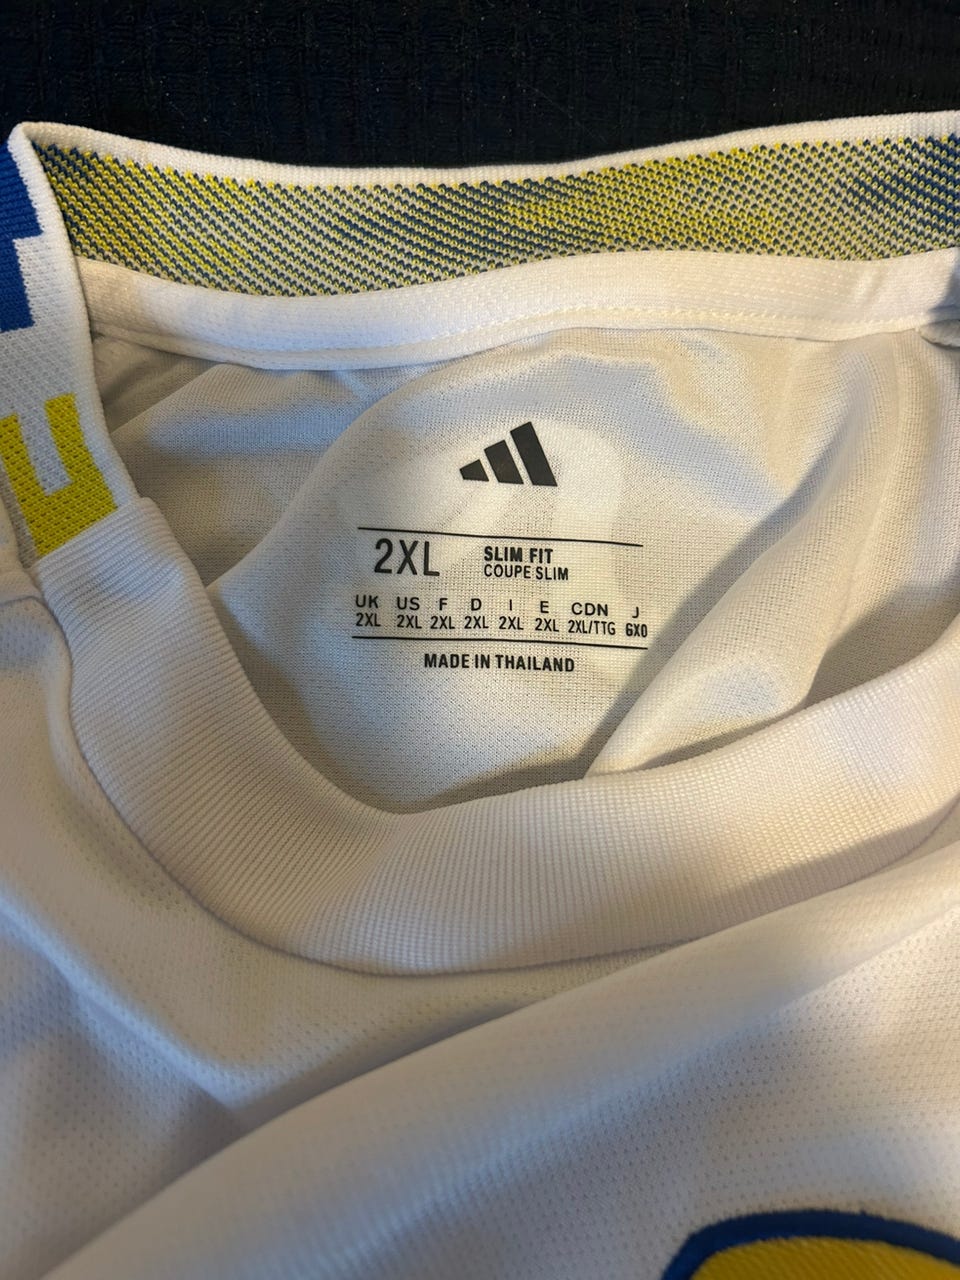 2XL
SLIM FIT
COUPE SLIM
UK US F D I E CDN J
2XL 2XL 2XL 2XL 2XL 2XL 2XL/TTG 6XO
MADE IN THAILAND